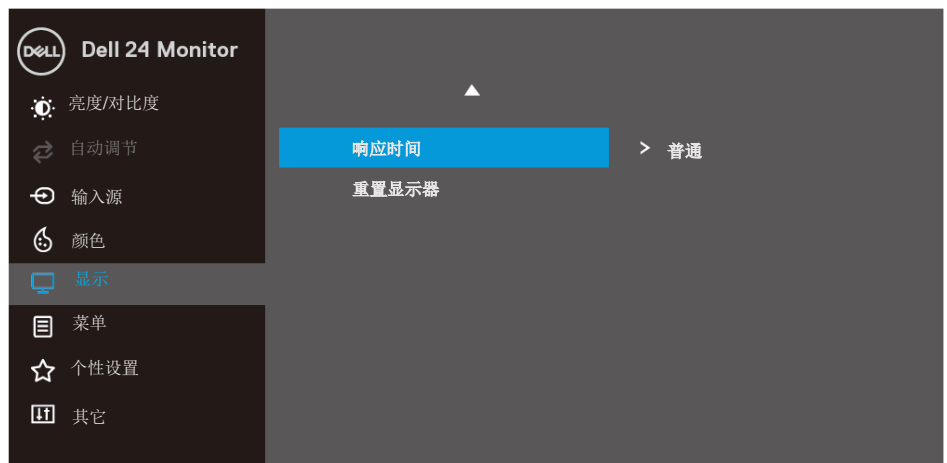 DELL
Dell 24 Monitor
亮度/对比度
自动调节
响应时间 > 普通
输入源
重置显示器
颜色
显示
菜单
个性设置
其它